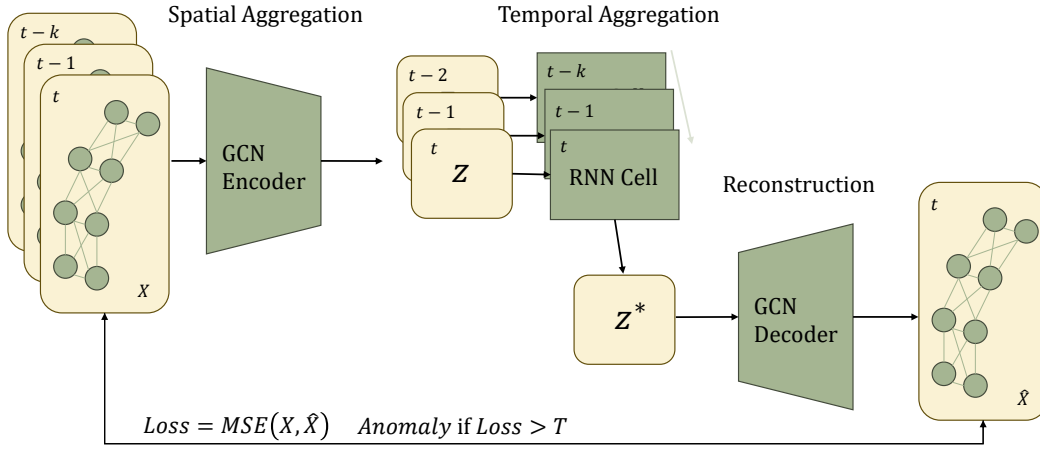 Spatial Aggregation
Temporal Aggregation
t − k
t − 1
t
X
GCN
Encoder
t − 2
t − 1
t
z
t − k
t − 1
t
RNN Cell
Reconstruction
z*
GCN
Decoder
t
X̂
Loss = MSE(X, X̂) Anomaly if Loss > T